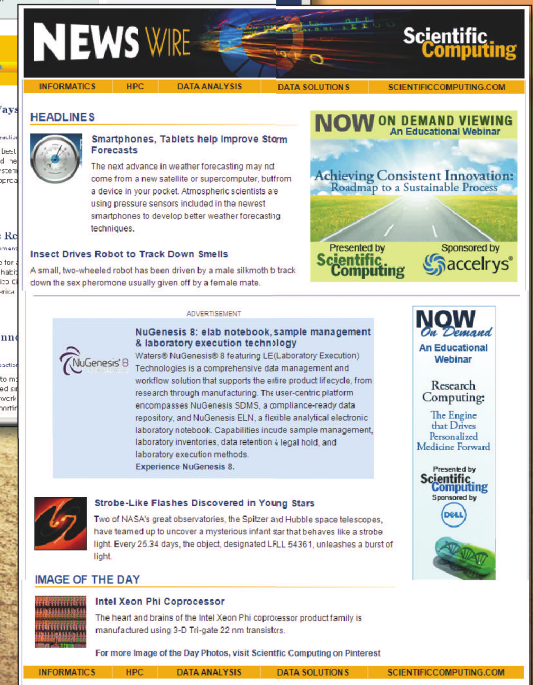 NEWS WIRE
Scientific
Computing
INFORMATICS HPC DATA ANALYSIS DATA SOLUTIONS SCIENTIFICCOMPUTING.COM
HEADLINES
Smartphones, Tablets help Improve Storm
Forecasts
The next advance in weather forecasting may not
come from a new satellite or supercomputer, but from
a device in your pocket. Atmospheric scientists are
using pressure sensors included in the newest
smartphones to develop better weather forecasting
techniques.
Insect Drives Robot to Track Down Smells
A small, two-wheeled robot has been driven by a male silkmoth to track
down the sex pheromone usually given off by a female mate.
NOW ON DEMAND VIEWING
An Educational Webinar
Achieving Consistent Innovation:
Roadmap to a Sustainable Process
Presented by
Scientific
Computing
Sponsored by
accelrys®
ADVERTISEMENT
NuGenesis® 8
NuGenesis 8: elab notebook, sample management
& laboratory execution technology
Waters® NuGenesis® 8 featuring LE(Laboratory Execution)
Technologies is a comprehensive data management and
workflow solution that supports the entire product lifecycle, from
research through manufacturing. The user-centric platform
encompasses NuGenesis SDMS, a compliance-ready data
repository, and NuGenesis ELN, a flexible analytical electronic
laboratory notebook. Capabilities include sample management,
laboratory inventories, data retention & legal hold, and
laboratory execution methods.
Experience NuGenesis 8.
NOW
On Demand
An Educational
Webinar
Research
Computing:
The Engine
that Drives
Personalized
Medicine Forward
Presented by
Scientific
Computing
Sponsored by
DELL
Strobe-Like Flashes Discovered in Young Stars
Two of NASA's great observatories, the Spitzer and Hubble space telescopes,
have teamed up to uncover a mysterious infant star that behaves like a strobe
light. Every 25.34 days, the object, designated LRLL 54361, unleashes a burst of
light.
IMAGE OF THE DAY
Intel Xeon Phi Coprocessor
The heart and brains of the Intel Xeon Phi coprocessor product family is
manufactured using 3-D Tri-gate 22 nm transistors.
For more Image of the Day Photos, visit Scientific Computing on Pinterest
INFORMATICS HPC DATA ANALYSIS DATA SOLUTIONS SCIENTIFICCOMPUTING.COM